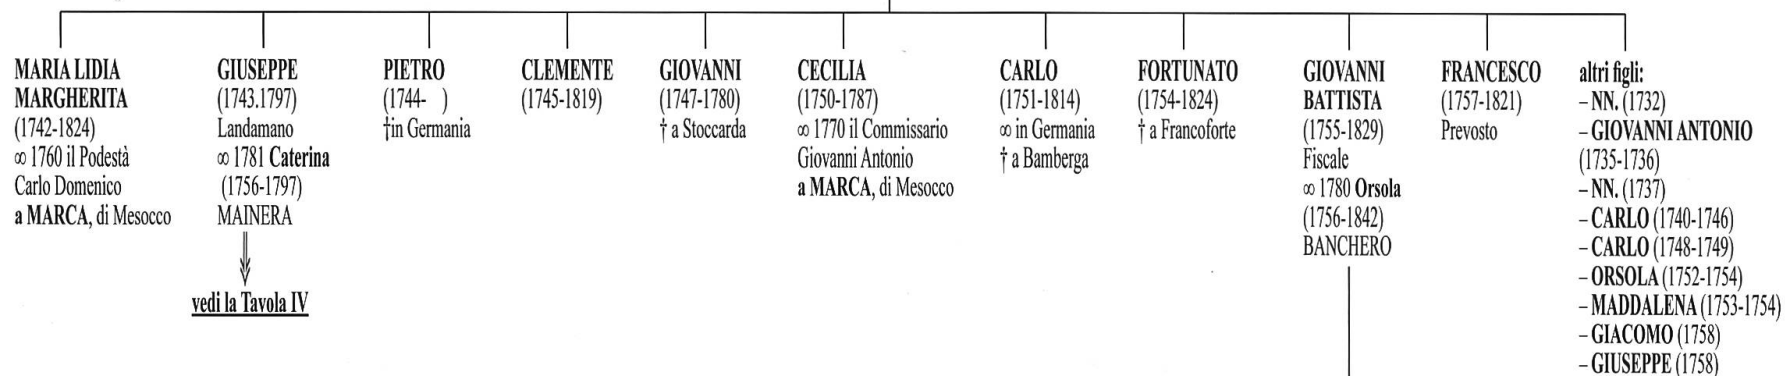 MARIA LIDIA
MARGHERITA
(1742-1824)
∞ 1760 il Podestà
Carlo Domenico
a MARCA, di Mesocco
GIUSEPPE
(1743.1797)
Landamano
∞ 1781 Caterina
(1756-1797)
MAINERA
vedi la Tavola IV
PIETRO
(1744-   )
†in Germania
CLEMENTE
(1745-1819)
GIOVANNI
(1747-1780)
† a Stoccarda
CECILIA
(1750-1787)
∞ 1770 il Commissario
Giovanni Antonio
a MARCA, di Mesocco
CARLO
(1751-1814)
∞ in Germania
† a Bamberga
FORTUNATO
(1754-1824)
† a Francoforte
GIOVANNI
BATTISTA
(1755-1829)
Fiscale
∞ 1780 Orsola
(1756-1842)
BANCHERO
FRANCESCO
(1757-1821)
Prevosto
altri figli:
– NN. (1732)
– GIOVANNI ANTONIO
(1735-1736)
– NN. (1737)
– CARLO (1740-1746)
– CARLO (1748-1749)
– ORSOLA (1752-1754)
– MADDALENA (1753-1754)
– GIACOMO (1758)
– GIUSEPPE (1758)